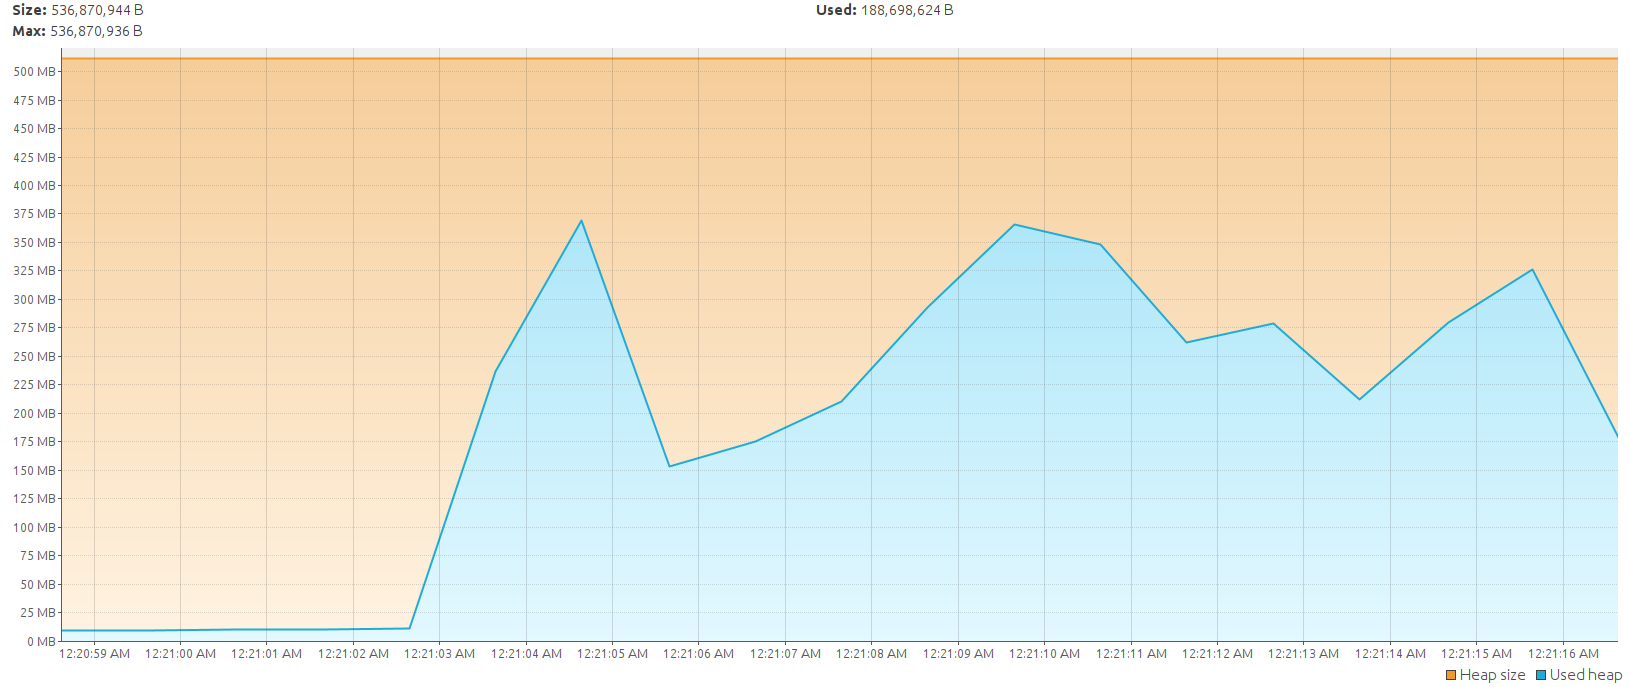 Size: 536,870,944 B Used: 188,698,624 B
Max: 536,870,936 B
500 MB
475 MB
450 MB
425 MB
400 MB
375 MB
350 MB
325 MB
300 MB
275 MB
250 MB
225 MB
200 MB
175 MB
150 MB
125 MB
100 MB
75 MB
50 MB
25 MB
0 MB
12:20:59 AM 12:21:00 AM 12:21:01 AM 12:21:02 AM 12:21:03 AM 12:21:04 AM 12:21:05 AM 12:21:06 AM 12:21:07 AM 12:21:08 AM 12:21:09 AM 12:21:10 AM 12:21:11 AM 12:21:12 AM 12:21:13 AM 12:21:14 AM 12:21:15 AM 12:21:16 AM
Heap size Used heap